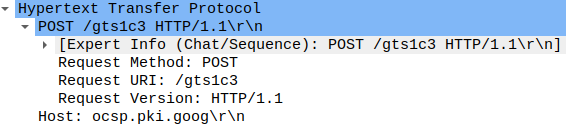 Hypertext Transfer Protocol
POST /gts1c3 HTTP/1.1\r\n
[Expert Info (Chat/Sequence): POST /gts1c3 HTTP/1.1\r\n]
Request Method: POST
Request URI: /gts1c3
Request Version: HTTP/1.1
Host: ocsp.pki.goog\r\n